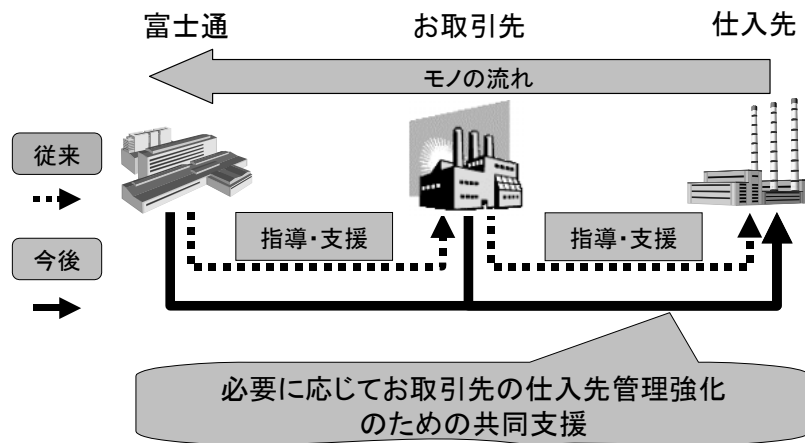 富士通
お取引先
仕入先
モノの流れ
従来
指導・支援
指導・支援
今後
必要に応じてお取引先の仕入先管理強化
のための共同支援